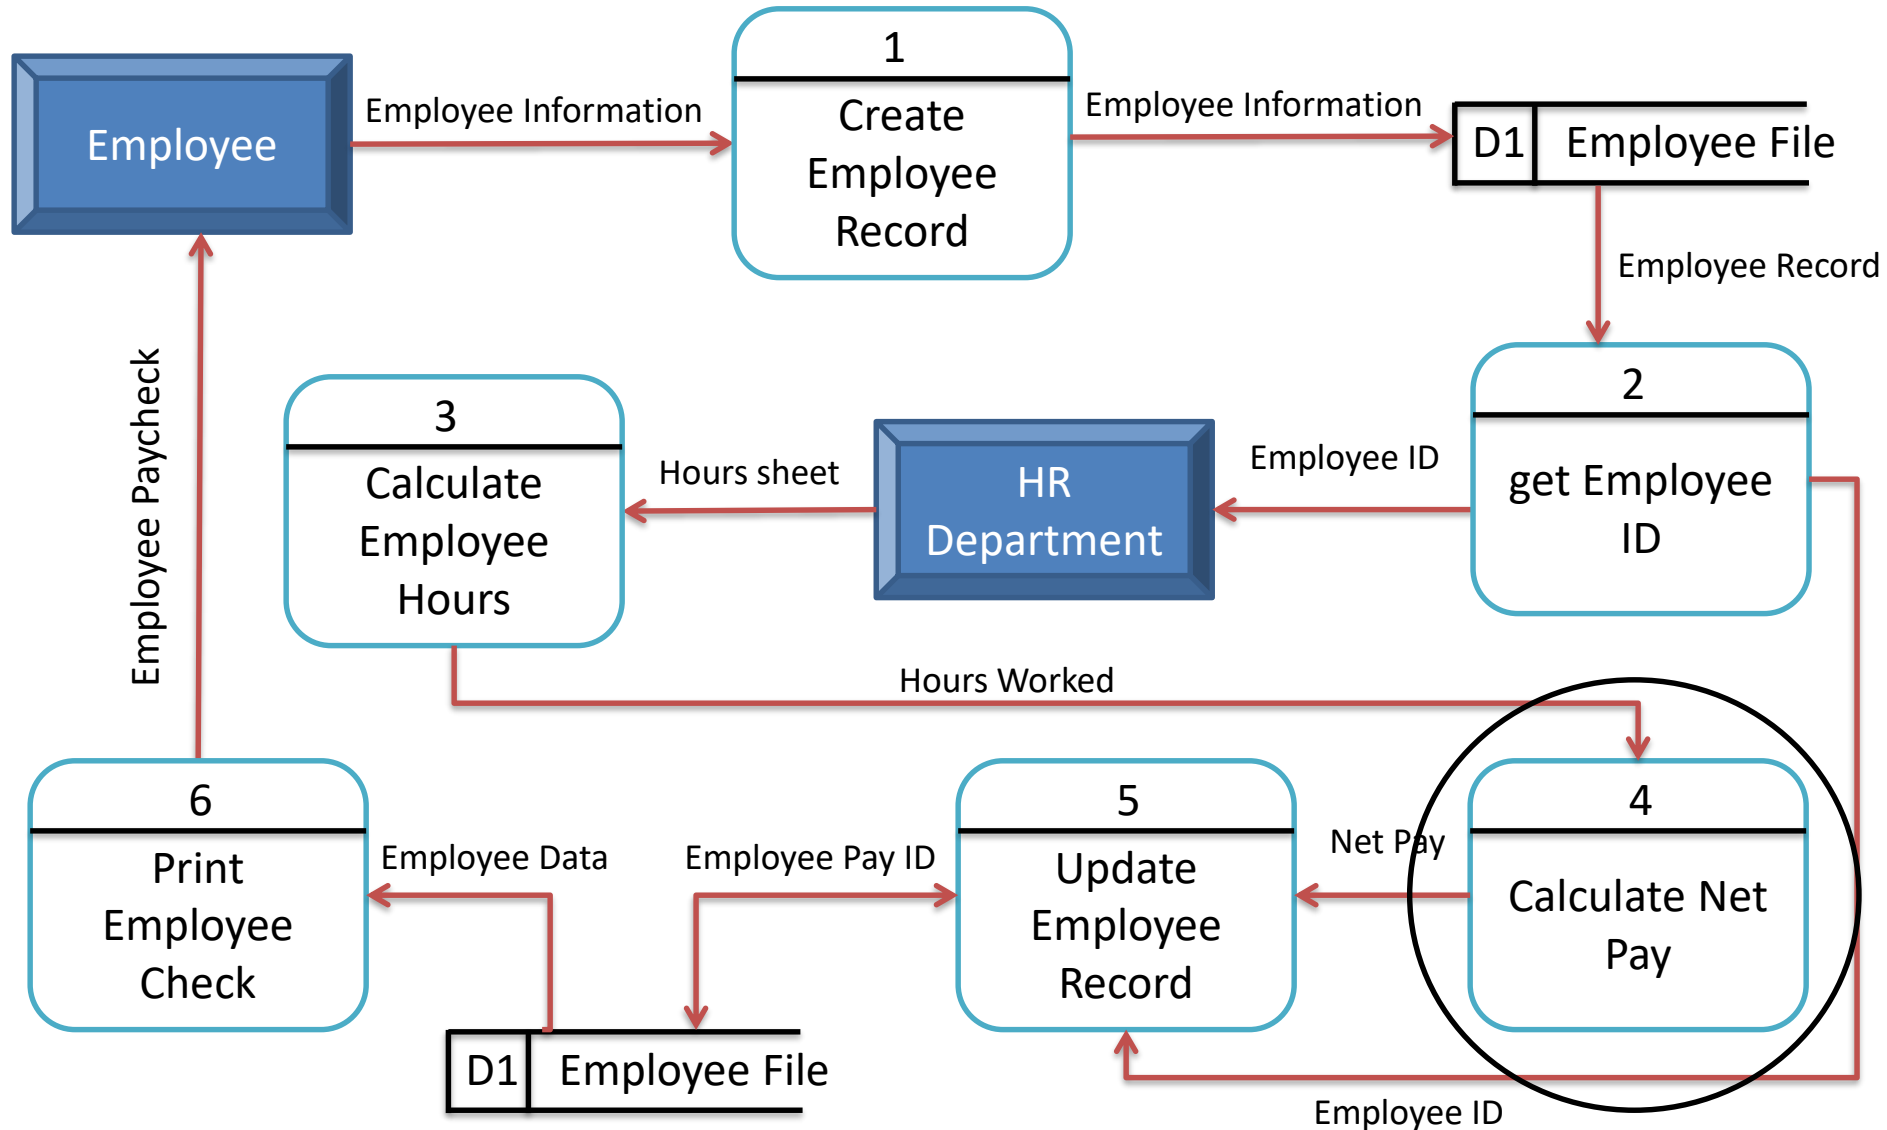 1
Employee Information
Employee Information
Create
Employee
Record
Employee
D1 Employee File
Employee Record
Employee Paycheck
2
3
get Employee
ID
Employee ID
Hours sheet
HR
Department
Calculate
Employee
Hours
Hours Worked
6
5
4
Print
Employee
Check
Employee Data
Employee Pay ID
Update
Employee
Record
Net Pay
Calculate Net
Pay
D1 Employee File
Employee ID